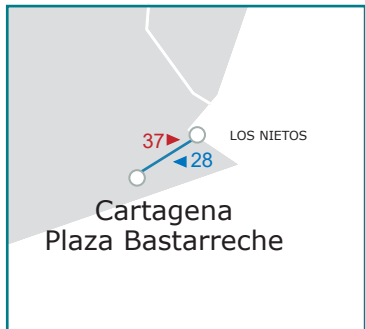 37►
LOS NIETOS
◄28
Cartagena
Plaza Bastarreche